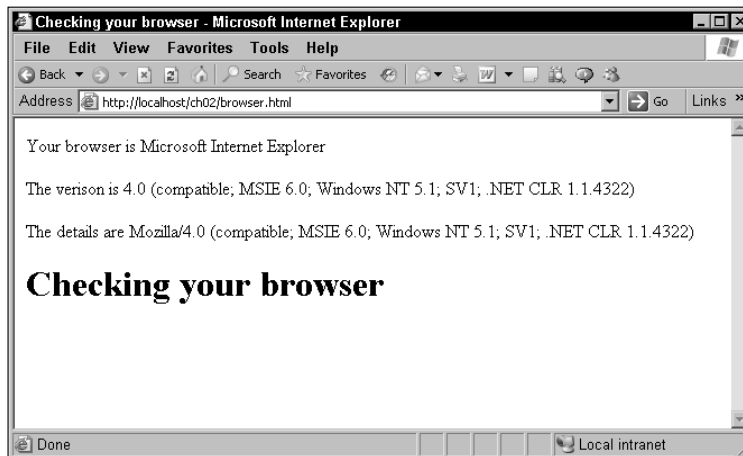 Checking your browser - Microsoft Internet Explorer
File Edit View Favorites Tools Help
Back Search Favorites
Address http://localhost/ch02/browser.html Go Links »
Your browser is Microsoft Internet Explorer
The verison is 4.0 (compatible; MSIE 6.0; Windows NT 5.1; SV1; .NET CLR 1.1.4322)
The details are Mozilla/4.0 (compatible; MSIE 6.0; Windows NT 5.1; SV1; .NET CLR 1.1.4322)
Checking your browser
Done Local intranet